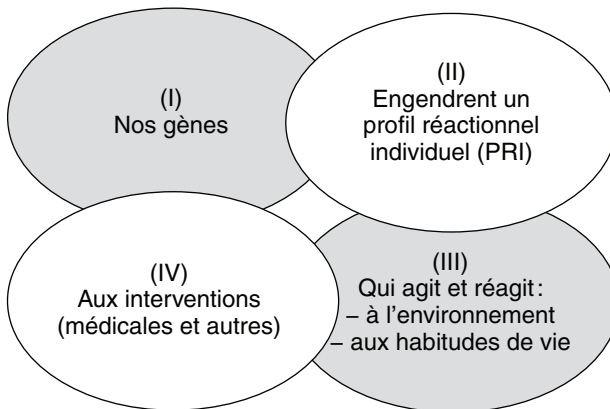 (I)
Nos gènes
(II)
Engendrent un
profil réactionnel
individuel (PRI)
(III)
Qui agit et réagit :
– à l’environnement
– aux habitudes de vie
(IV)
Aux interventions
(médicales et autres)